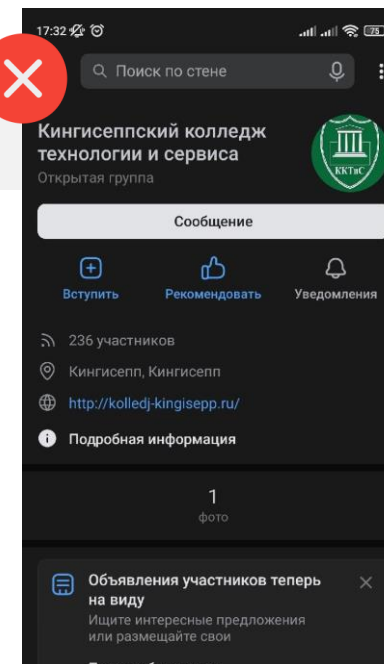 17:32
75
Поиск по стене
Кингисеппский колледж
технологии и сервиса
Открытая группа
ККТиС
Сообщение
Вступить
Рекомендовать
Уведомления
236 участников
Кингисепп, Кингисепп
http://kolledj-kingisepp.ru/
Подробная информация
1
фото
Объявления участников теперь
на виду
Ищите интересные предложения
или размещайте свои